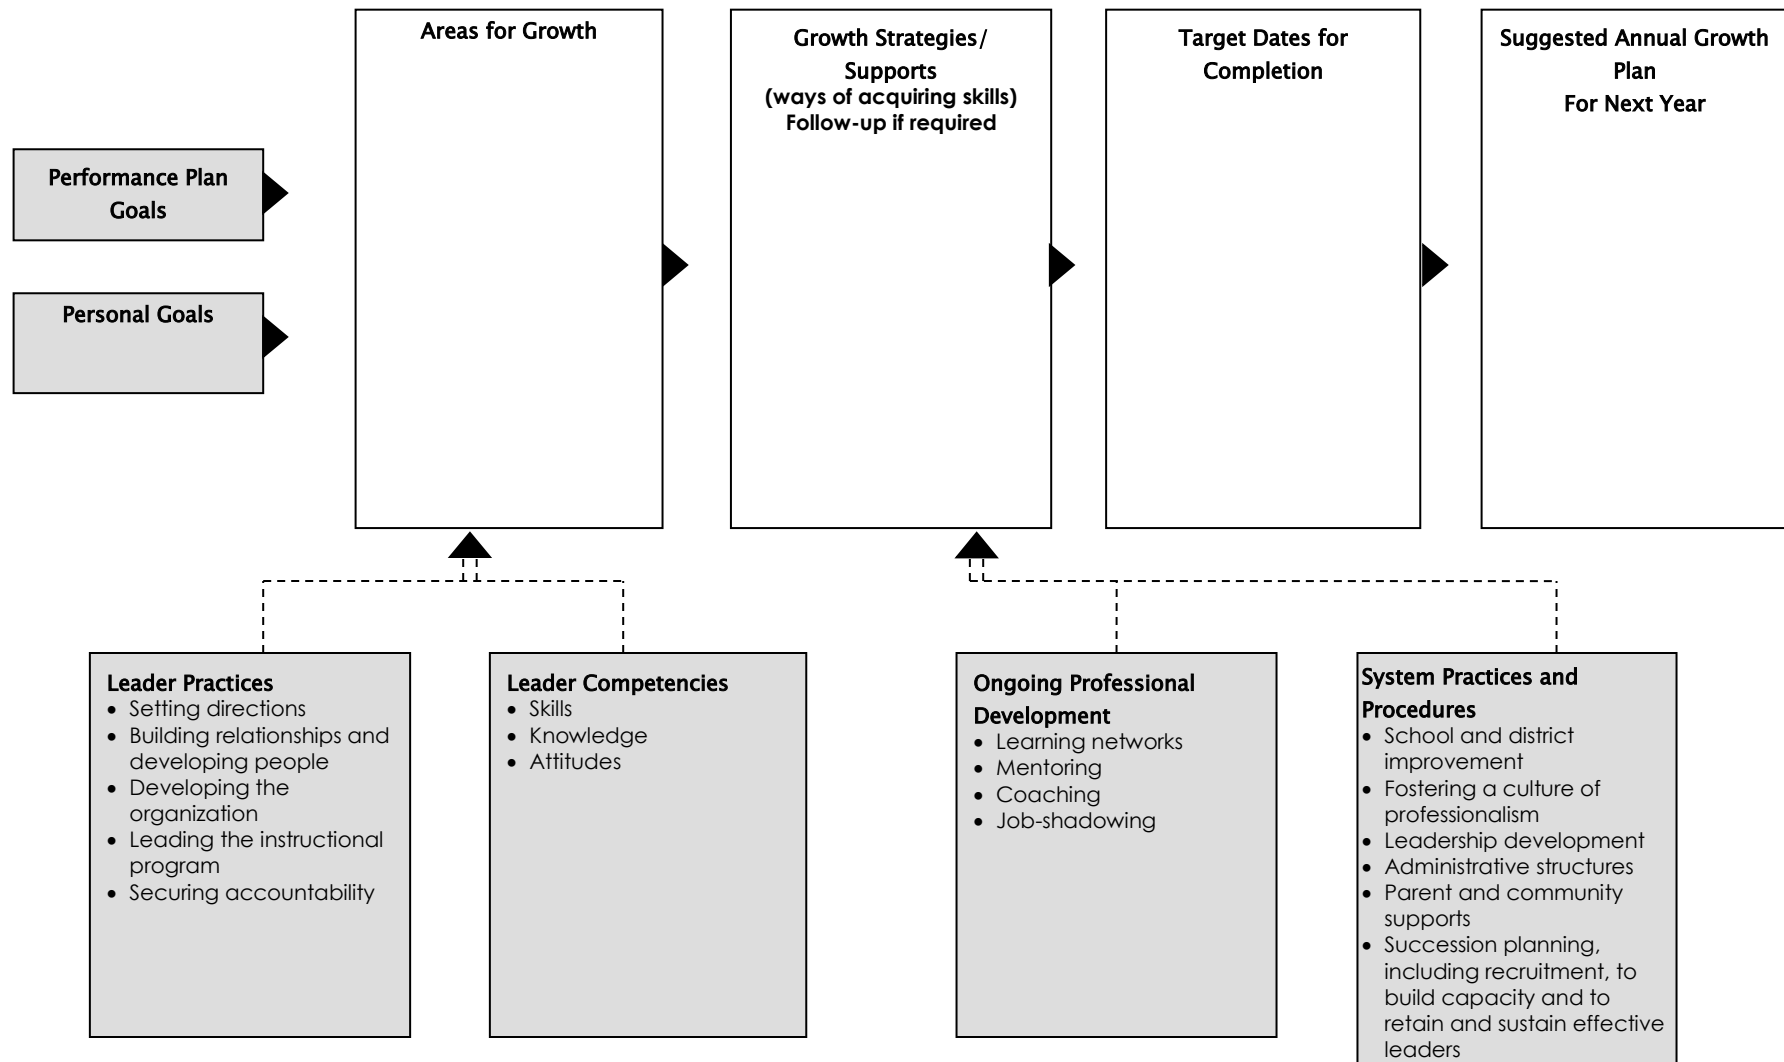 Areas for Growth
Growth Strategies/
Supports
(ways of acquiring skills)
Follow-up if required
Target Dates for
Completion
Suggested Annual Growth
Plan
For Next Year
Performance Plan
Goals
Personal Goals
Leader Practices
• Setting directions
• Building relationships and
developing people
• Developing the
organization
• Leading the instructional
program
• Securing accountability
Leader Competencies
• Skills
• Knowledge
• Attitudes
Ongoing Professional
Development
• Learning networks
• Mentoring
• Coaching
• Job-shadowing
System Practices and
Procedures
• School and district
improvement
• Fostering a culture of
professionalism
• Leadership development
• Administrative structures
• Parent and community
supports
• Succession planning,
including recruitment, to
build capacity and to
retain and sustain effective
leaders